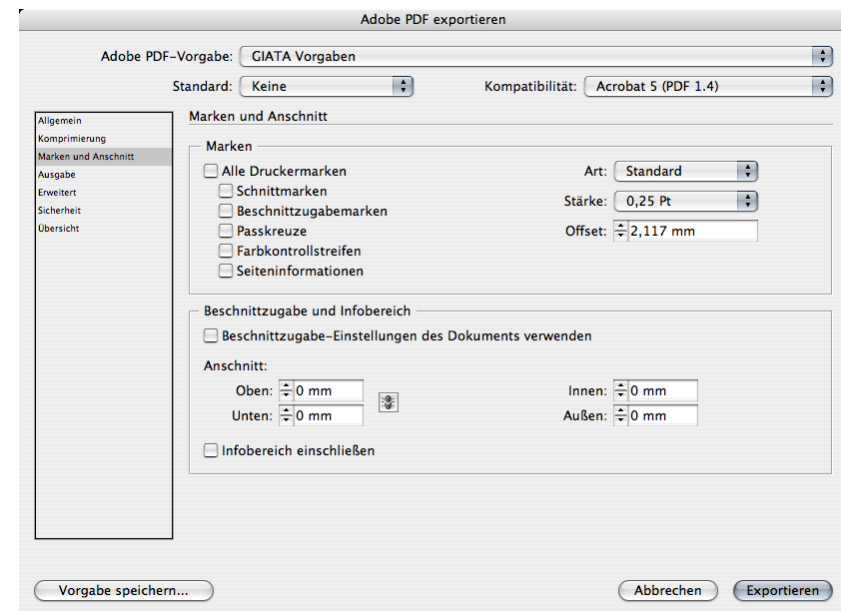 Adobe PDF exportieren
Adobe PDF-Vorgabe: GIATA Vorgaben
Standard: Keine Kompatibilität: Acrobat 5 (PDF 1.4)
Allgemein
Komprimierung
Marken und Anschnitt
Ausgabe
Erweitert
Sicherheit
Übersicht
Marken und Anschnitt
Marken
Alle Druckermarken Art: Standard
Schnittmarken
Stärke: 0,25 Pt
Beschnittzugabemarken
Passkreuze Offset: 2,117 mm
Farbkontrollstreifen
Seiteninformationen
Beschnittzugabe und Infobereich
Beschnittzugabe-Einstellungen des Dokuments verwenden
Anschnitt:
Oben: 0 mm Innen: 0 mm
Unten: 0 mm Außen: 0 mm
Infobereich einschließen
Vorgabe speichern... Abbrechen Exportieren